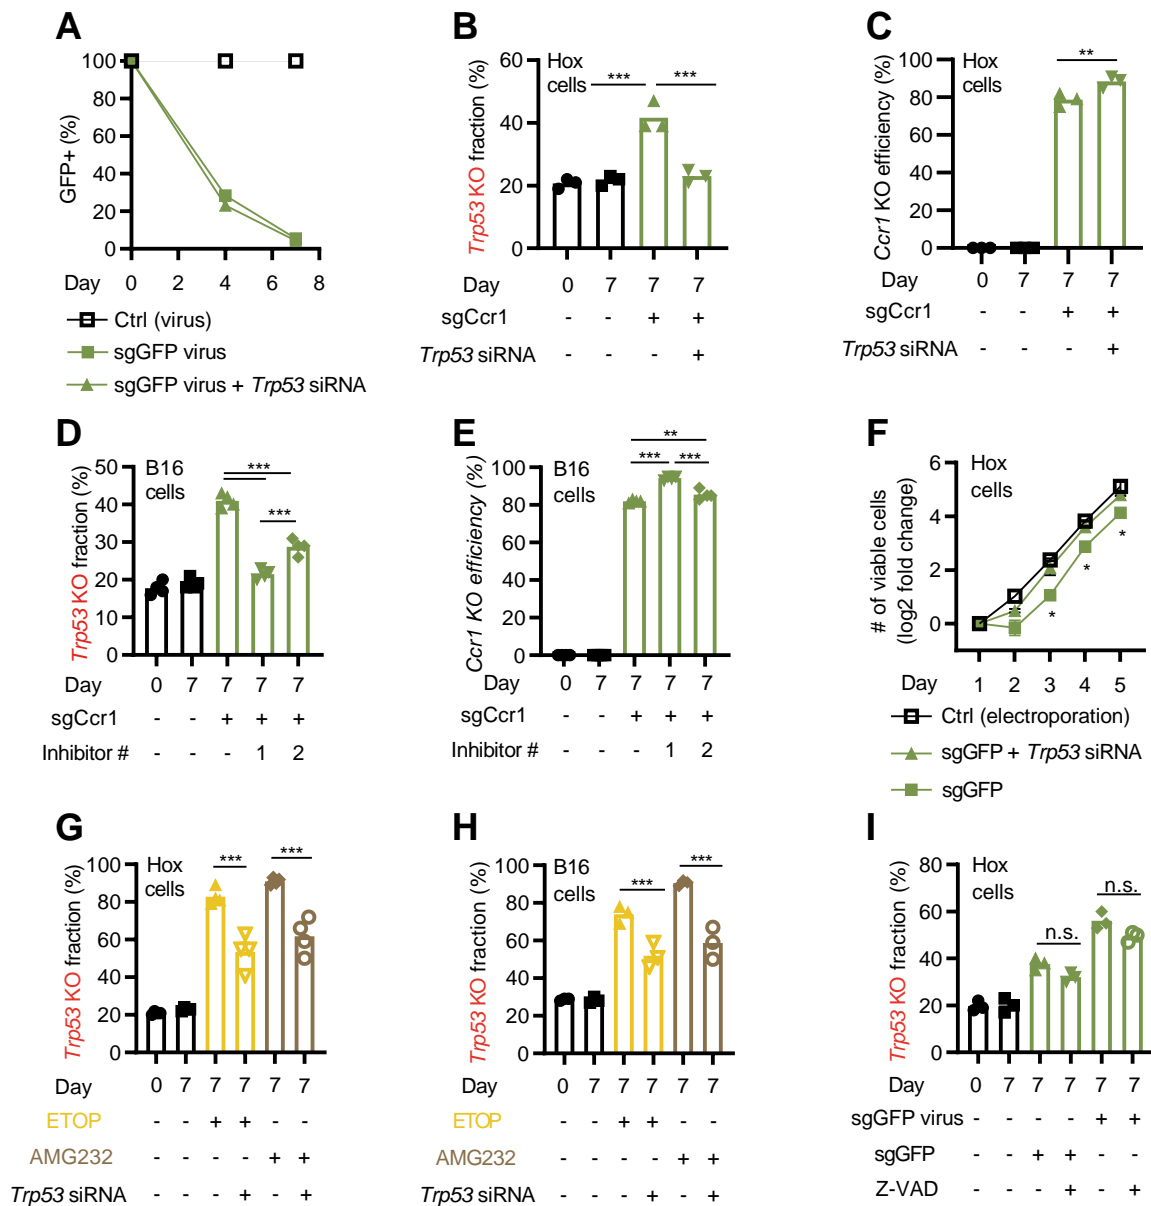 A
GFP+ (%)
100
80
60
40
20
0
Day 0 2 4 6 8
Ctrl (virus)
sgGFP virus
sgGFP virus + Trp53 siRNA
B
Trp53 KO fraction (%)
60
40
20
0
Hox
cells
*** ***
Day 0 7 7 7
sgCcr1 - - + +
Trp53 siRNA - - - +
C
Ccr1 KO efficiency (%)
100
80
60
40
20
0
Hox
cells
**
Day 0 7 7 7
sgCcr1 - - + +
Trp53 siRNA - - - +
D
Trp53 KO fraction (%)
50
40
30
20
10
0
B16
cells
***
***
Day 0 7 7 7 7
sgCcr1 - - + + +
Inhibitor # - - - 1 2
E
Ccr1 KO efficiency (%)
100
80
60
40
20
0
B16
cells
**
*** ***
Day 0 7 7 7 7
sgCcr1 - - + + +
Inhibitor # - - - 1 2
F
# of viable cells
(log2 fold change)
6
4
2
0
Hox
cells
* * *
Day 1 2 3 4 5
Ctrl (electroporation)
sgGFP + Trp53 siRNA
sgGFP
G
Trp53 KO fraction (%)
100
80
60
40
20
0
Hox
cells
*** ***
Day 0 7 7 7 7 7
ETOP - - + + - -
AMG232 - - - - + +
Trp53 siRNA - - - + - +
H
Trp53 KO fraction (%)
100
80
60
40
20
0
B16
cells
*** ***
Day 0 7 7 7 7 7
ETOP - - + + - -
AMG232 - - - - + +
Trp53 siRNA - - - + - +
I
Trp53 KO fraction (%)
80
60
40
20
0
Hox
cells
n.s. n.s.
Day 0 7 7 7 7 7
sgGFP virus - - - - + +
sgGFP - - + + - -
Z-VAD - - - + - +